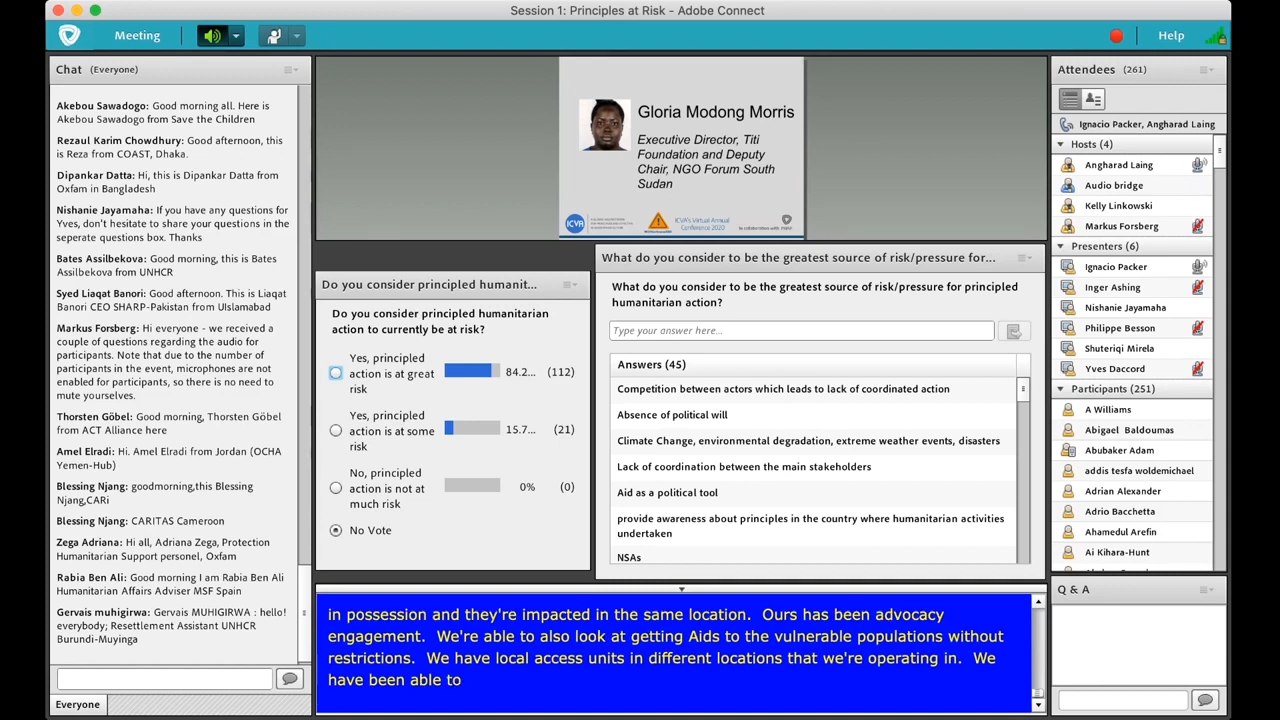 Session 1: Principles at Risk - Adobe Connect
Meeting
Help
Chat (Everyone)
Akebou Sawadogo: Good morning all. Here is
Akebou Sawadogo from Save the Children
Rezaul Karim Chowdhury: Good afternoon, this
is Reza from COAST, Dhaka.
Dipankar Datta: Hi, this is Dipankar Datta from
Oxfam in Bangladesh
Nishanie Jayamaha: If you have any questions for
Yves, don't hesitate to share your questions in the
seperate questions box. Thanks
Bates Assilbekova: Good morning, this is Bates
Assilbekova from UNHCR
Syed Liaqat Banori: Good afternoon. This is Liaqat
Banori CEO SHARP-Pakistan from UIslamabad
Markus Forsberg: Hi everyone - we received a
couple of questions regarding the audio for
participants. Note that due to the number of
participants in the event, microphones are not
enabled for participants, so there is no need to
mute yourselves.
Thorsten Göbel: Good morning, Thorsten Göbel
from ACT Alliance here
Amel Elradi: Hi. Amel Elradi from Jordan (OCHA
Yemen-Hub)
Blessing Njang: goodmorning,this Blessing
Njang,CARi
Blessing Njang: CARITAS Cameroon
Zega Adriana: Hi all, Adriana Zega, Protection
Humanitarian Support personel, Oxfam
Rabia Ben Ali: Good morning I am Rabia Ben Ali
Humanitarian Affairs Adviser MSF Spain
Gervais muhigirwa: Gervais MUHIGIRWA : hello!
everybody; Resettlement Assistant UNHCR
Burundi-Muyinga
Everyone
Gloria Modong Morris
Executive Director, Titi
Foundation and Deputy
Chair, NGO Forum South
Sudan
ICVA
ICVA's Virtual Annual
Conference 2020
Do you consider principled humanit...
Do you consider principled humanitarian
action to currently be at risk?
Yes, principled
action is at great
risk
84.2... (112)
Yes, principled
action is at some
risk
15.7... (21)
No, principled
action is not at
much risk
0% (0)
No Vote
What do you consider to be the greatest source of risk/pressure for...
What do you consider to be the greatest source of risk/pressure for principled
humanitarian action?
Type your answer here...
Answers (45)
Competition between actors which leads to lack of coordinated action
Absence of political will
Climate Change, environmental degradation, extreme weather events, disasters
Lack of coordination between the main stakeholders
Aid as a political tool
provide awareness about principles in the country where humanitarian activities
undertaken
NSAs
in possession and they're impacted in the same location. Ours has been advocacy
engagement. We're able to also look at getting Aids to the vulnerable populations without
restrictions. We have local access units in different locations that we're operating in. We
have been able to
Attendees (261)
Ignacio Packer, Angharad Laing
Hosts (4)
Angharad Laing
Audio bridge
Kelly Linkowski
Markus Forsberg
Presenters (6)
Ignacio Packer
Inger Ashing
Nishanie Jayamaha
Philippe Besson
Shuteriqi Mirela
Yves Daccord
Participants (251)
A Williams
Abigael Baldoumas
Abubaker Adam
addis tesfa woldemichael
Adrian Alexander
Adrio Bacchetta
Ahamedul Arefin
Ai Kihara-Hunt
Q & A